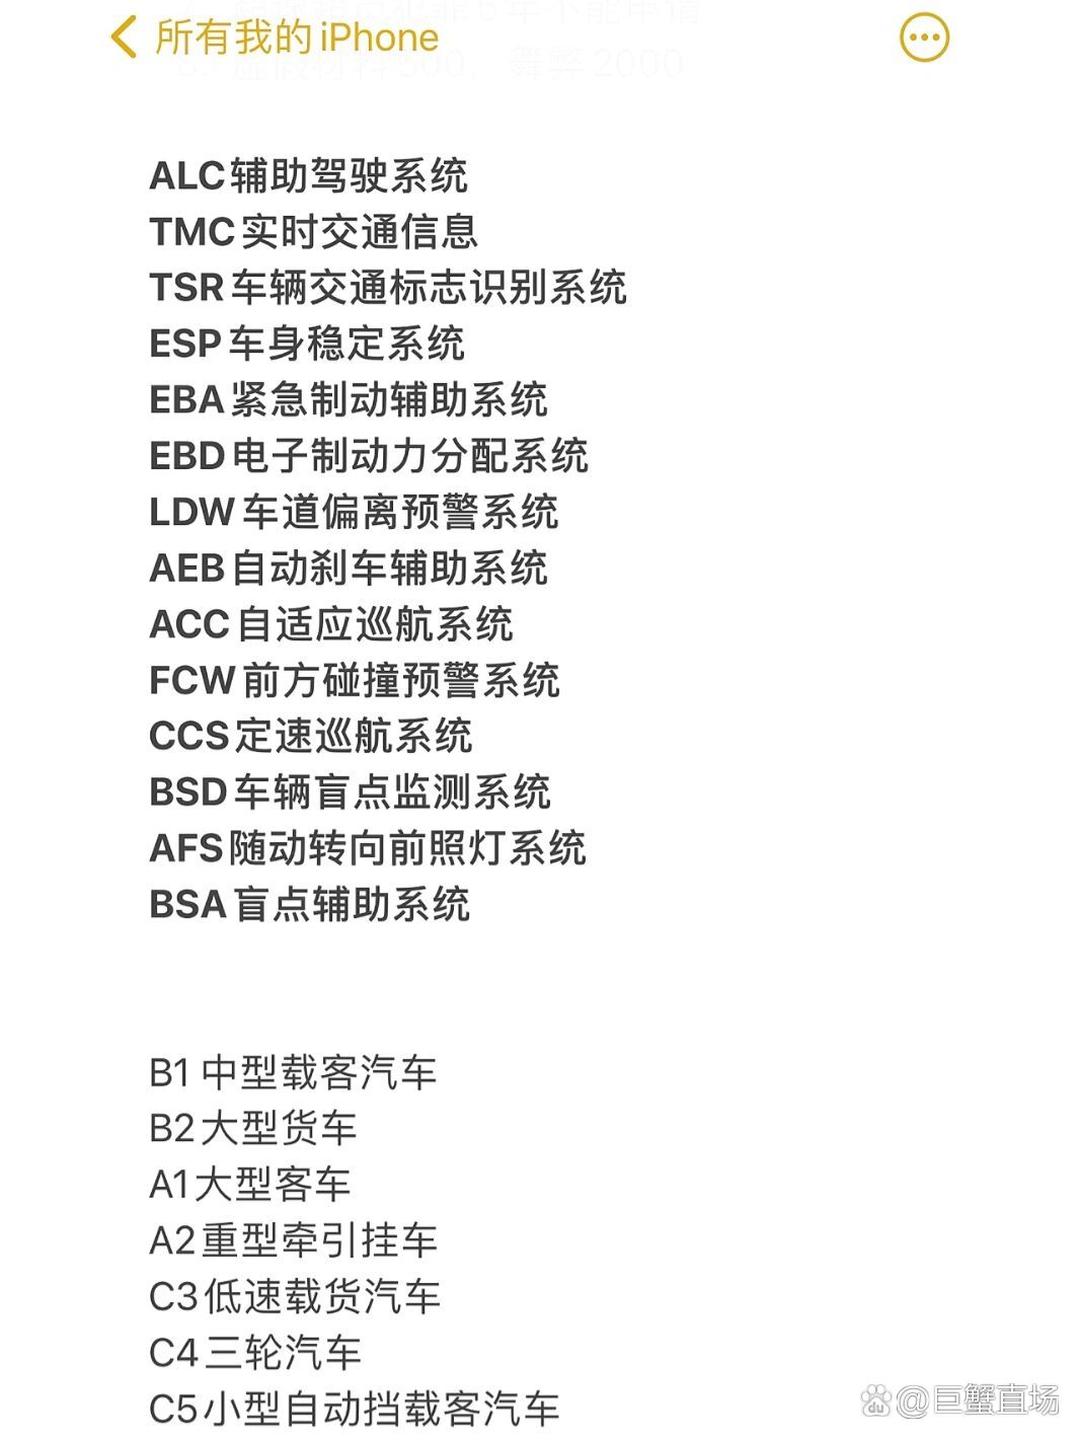 所有我的iPhone
ALC辅助驾驶系统
TMC实时交通信息
TSR车辆交通标志识别系统
ESP车身稳定系统
EBA紧急制动辅助系统
EBD电子制动力分配系统
LDW车道偏离预警系统
AEB自动刹车辅助系统
ACC自适应巡航系统
FCW前方碰撞预警系统
CCS定速巡航系统
BSD车辆盲点监测系统
AFS随动转向前照灯系统
BSA盲点辅助系统
B1 中型载客汽车
B2大型货车
A1大型客车
A2重型牵引挂车
C3低速载货汽车
C4三轮汽车
C5小型自动挡载客汽车
du @巨蟹直场